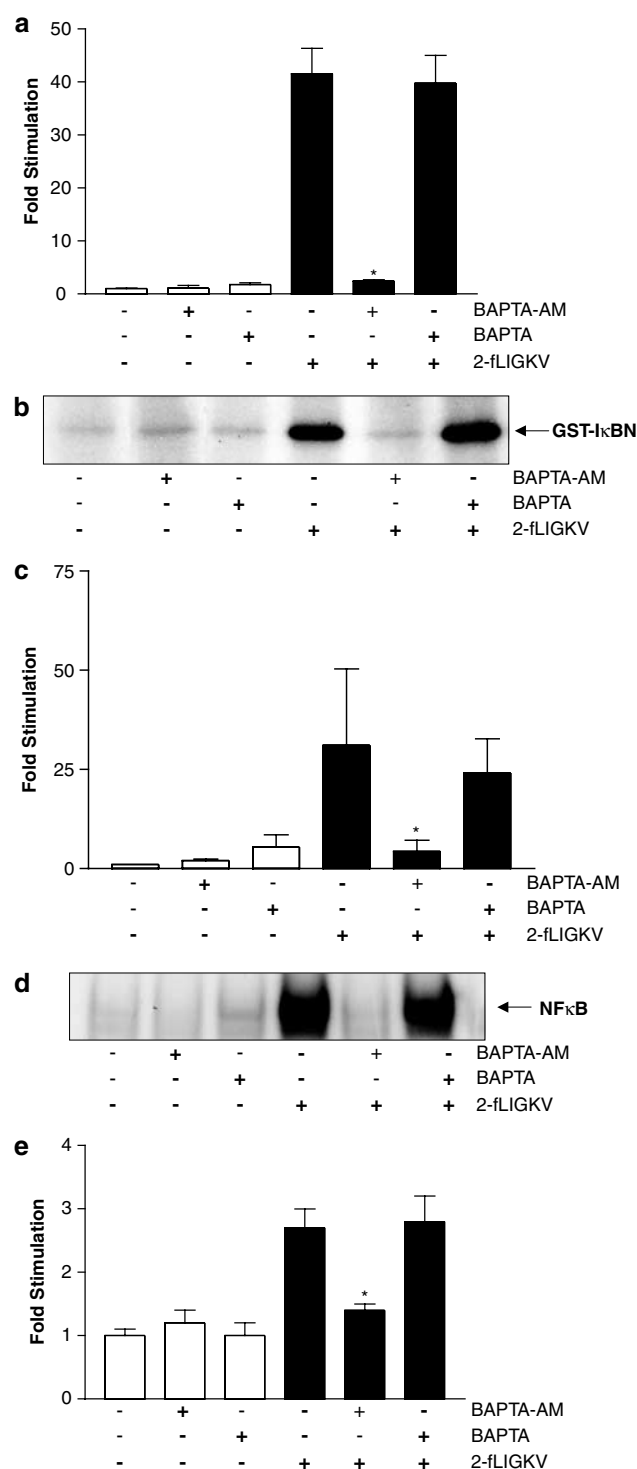 a
50
40
30
20
10
0
Fold Stimulation
- + - - + - BAPTA-AM
- - + - - + BAPTA
- - - + + + 2-fLIGKV
*
b
GST-IκBN
- + - - + - BAPTA-AM
- - + - - + BAPTA
- - - + + + 2-fLIGKV
c
75
50
25
0
Fold Stimulation
*
- + - - + - BAPTA-AM
- - + - - + BAPTA
- - - + + + 2-fLIGKV
d
NFκB
- + - - + - BAPTA-AM
- - + - - + BAPTA
- - - + + + 2-fLIGKV
e
4
3
2
1
0
Fold Stimulation
*
- + - - + - BAPTA-AM
- - + - - + BAPTA
- - - + + + 2-fLIGKV